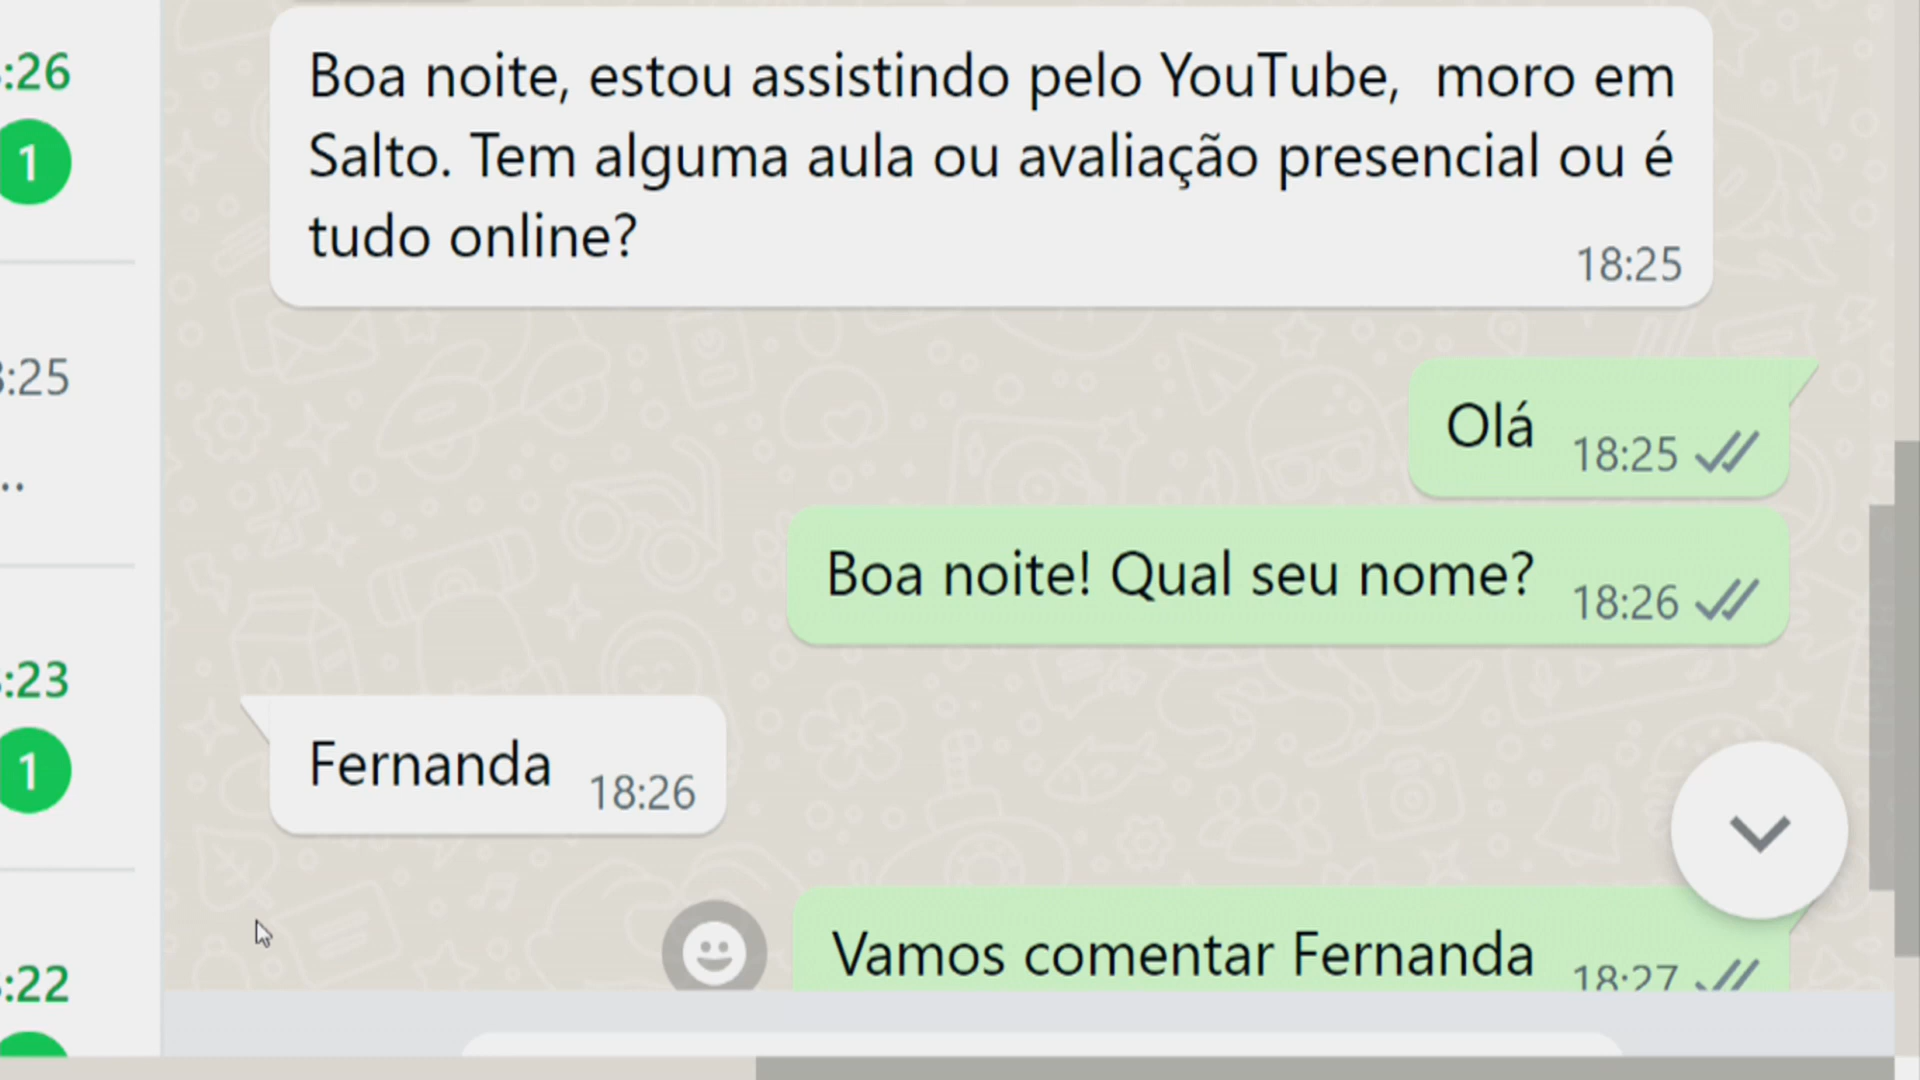 :26
1
Boa noite, estou assistindo pelo YouTube, moro em
Salto. Tem alguma aula ou avaliação presencial ou é
tudo online?
18:25
:25
..
Olá 18:25
Boa noite! Qual seu nome? 18:26
:23
1
Fernanda 18:26
:22
Vamos comentar Fernanda 18:27